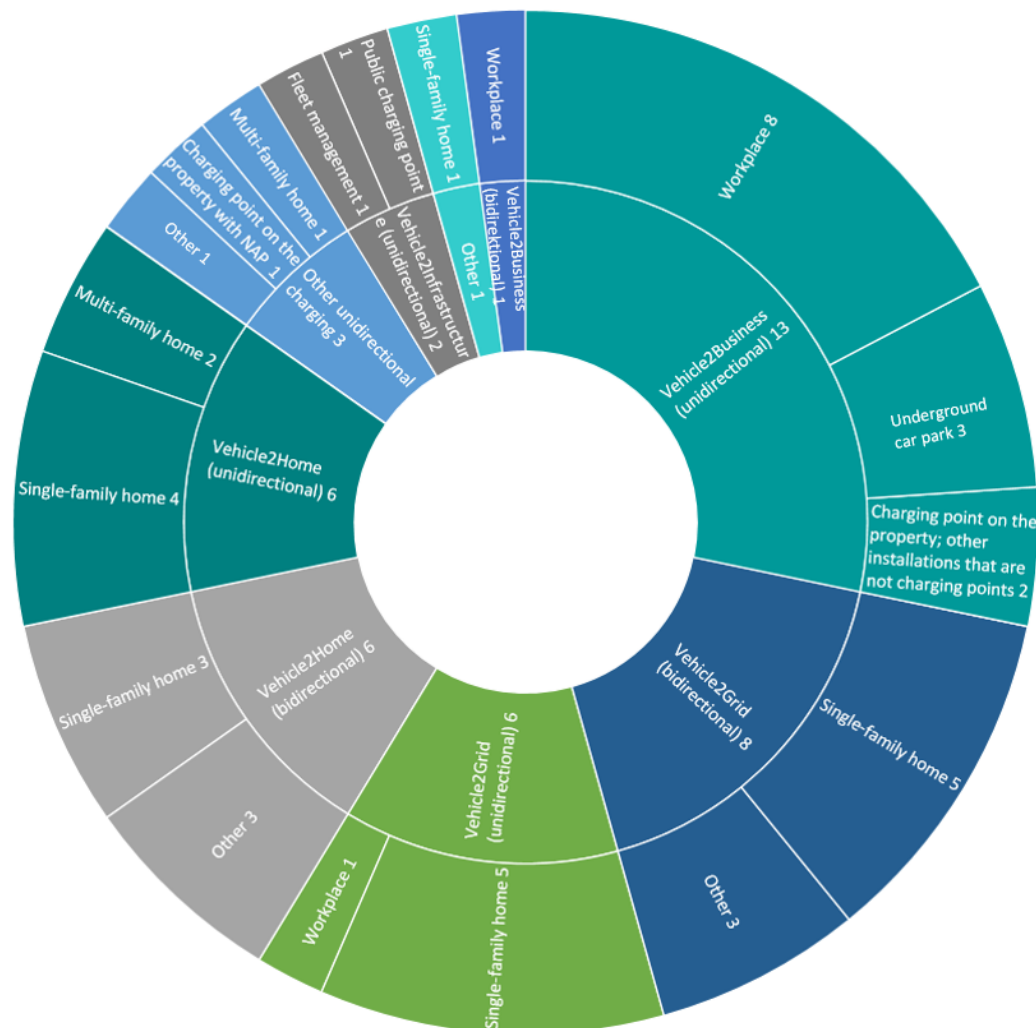 Workplace 8
Underground
car park 3
Charging point on the
property; other
installations that are
not charging points 2
Vehicle2Business
(unidirectional) 13
Single-family home 5
Other 3
Vehicle2Grid
(bidirectional) 8
Single-family home 5
Workplace 1
Vehicle2Grid
(unidirectional) 6
Other 3
Single-family home 3
Vehicle2Home
(bidirectional) 6
Single-family home 4
Multi-family home 2
Vehicle2Home
(unidirectional) 6
Other 1
Charging point on the
property with NAP 1
Multi-family home 1
Other unidirectional
charging 3
Fleet management 1
Public charging point
1
Vehicle2Infrastructur
e (unidirectional) 2
Single-family home 1
Other 1
Workplace 1
Vehicle2Business
(bidirektional) 1